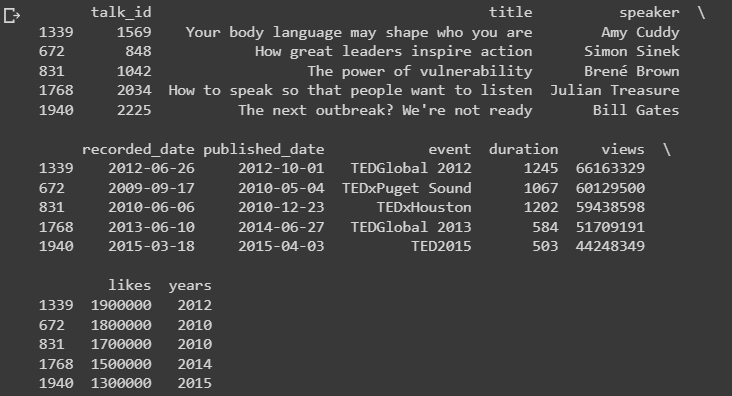 talk_id title speaker \
1339 1569 Your body language may shape who you are Amy Cuddy
672 848 How great leaders inspire action Simon Sinek
831 1042 The power of vulnerability Brené Brown
1768 2034 How to speak so that people want to listen Julian Treasure
1940 2225 The next outbreak? We're not ready Bill Gates
recorded_date published_date event duration views \
1339 2012-06-26 2012-10-01 TEDGlobal 2012 1245 66163329
672 2009-09-17 2010-05-04 TEDxPuget Sound 1067 60129500
831 2010-06-06 2010-12-23 TEDxHouston 1202 59438598
1768 2013-06-10 2014-06-27 TEDGlobal 2013 584 51709191
1940 2015-03-18 2015-04-03 TED2015 503 44248349
likes years
1339 1900000 2012
672 1800000 2010
831 1700000 2010
1768 1500000 2014
1940 1300000 2015